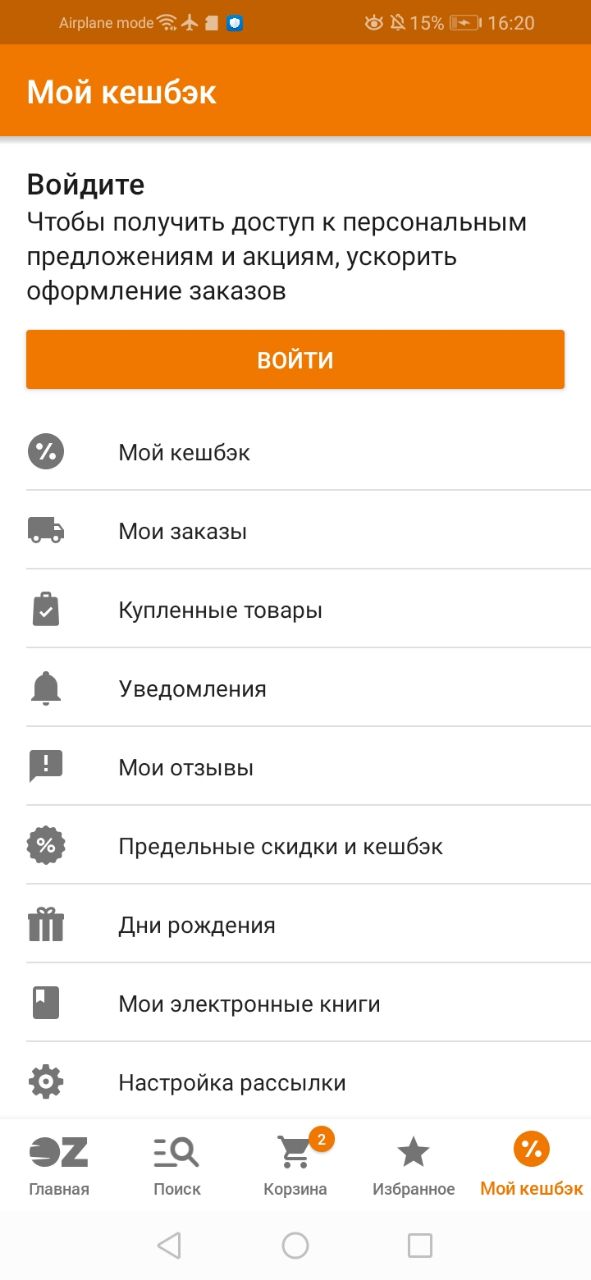 Airplane mode 15% 16:20
Мой кешбэк
Войдите
Чтобы получить доступ к персональным
предложениям и акциям, ускорить
оформление заказов
ВОЙТИ
Мой кешбэк
Мои заказы
Купленные товары
Уведомления
Мои отзывы
Предельные скидки и кешбэк
Дни рождения
Мои электронные книги
Настройка рассылки
OZ 2
Главная Поиск Корзина Избранное Мой кешбэк